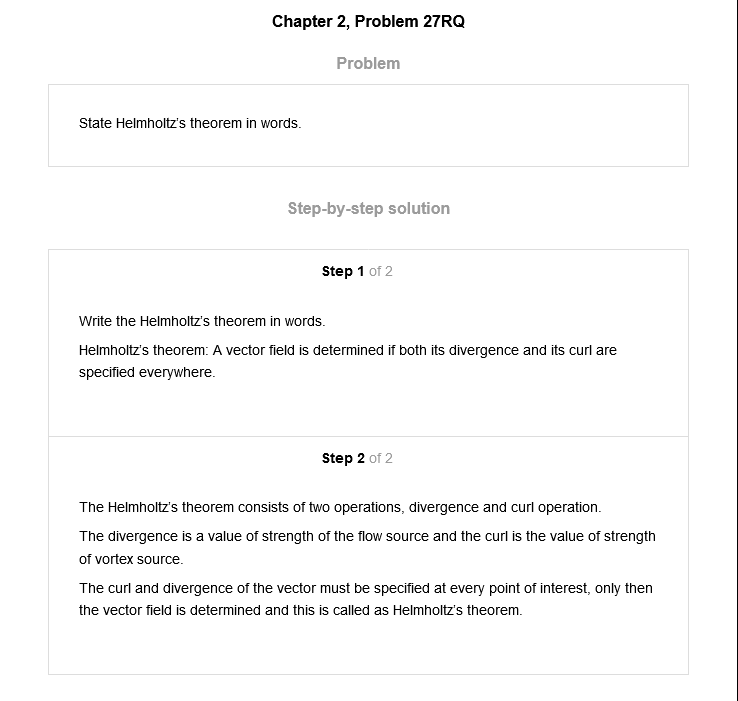 Chapter 2, Problem 27RQ
Problem
State Helmholtz's theorem in words.
Step-by-step solution
Step 1 of 2
Write the Helmholtz's theorem in words.
Helmholtz's theorem: A vector field is determined if both its divergence and its curl are
specified everywhere.
Step 2 of 2
The Helmholtz's theorem consists of two operations, divergence and curl operation.
The divergence is a value of strength of the flow source and the curl is the value of strength
of vortex source.
The curl and divergence of the vector must be specified at every point of interest, only then
the vector field is determined and this is called as Helmholtz's theorem.